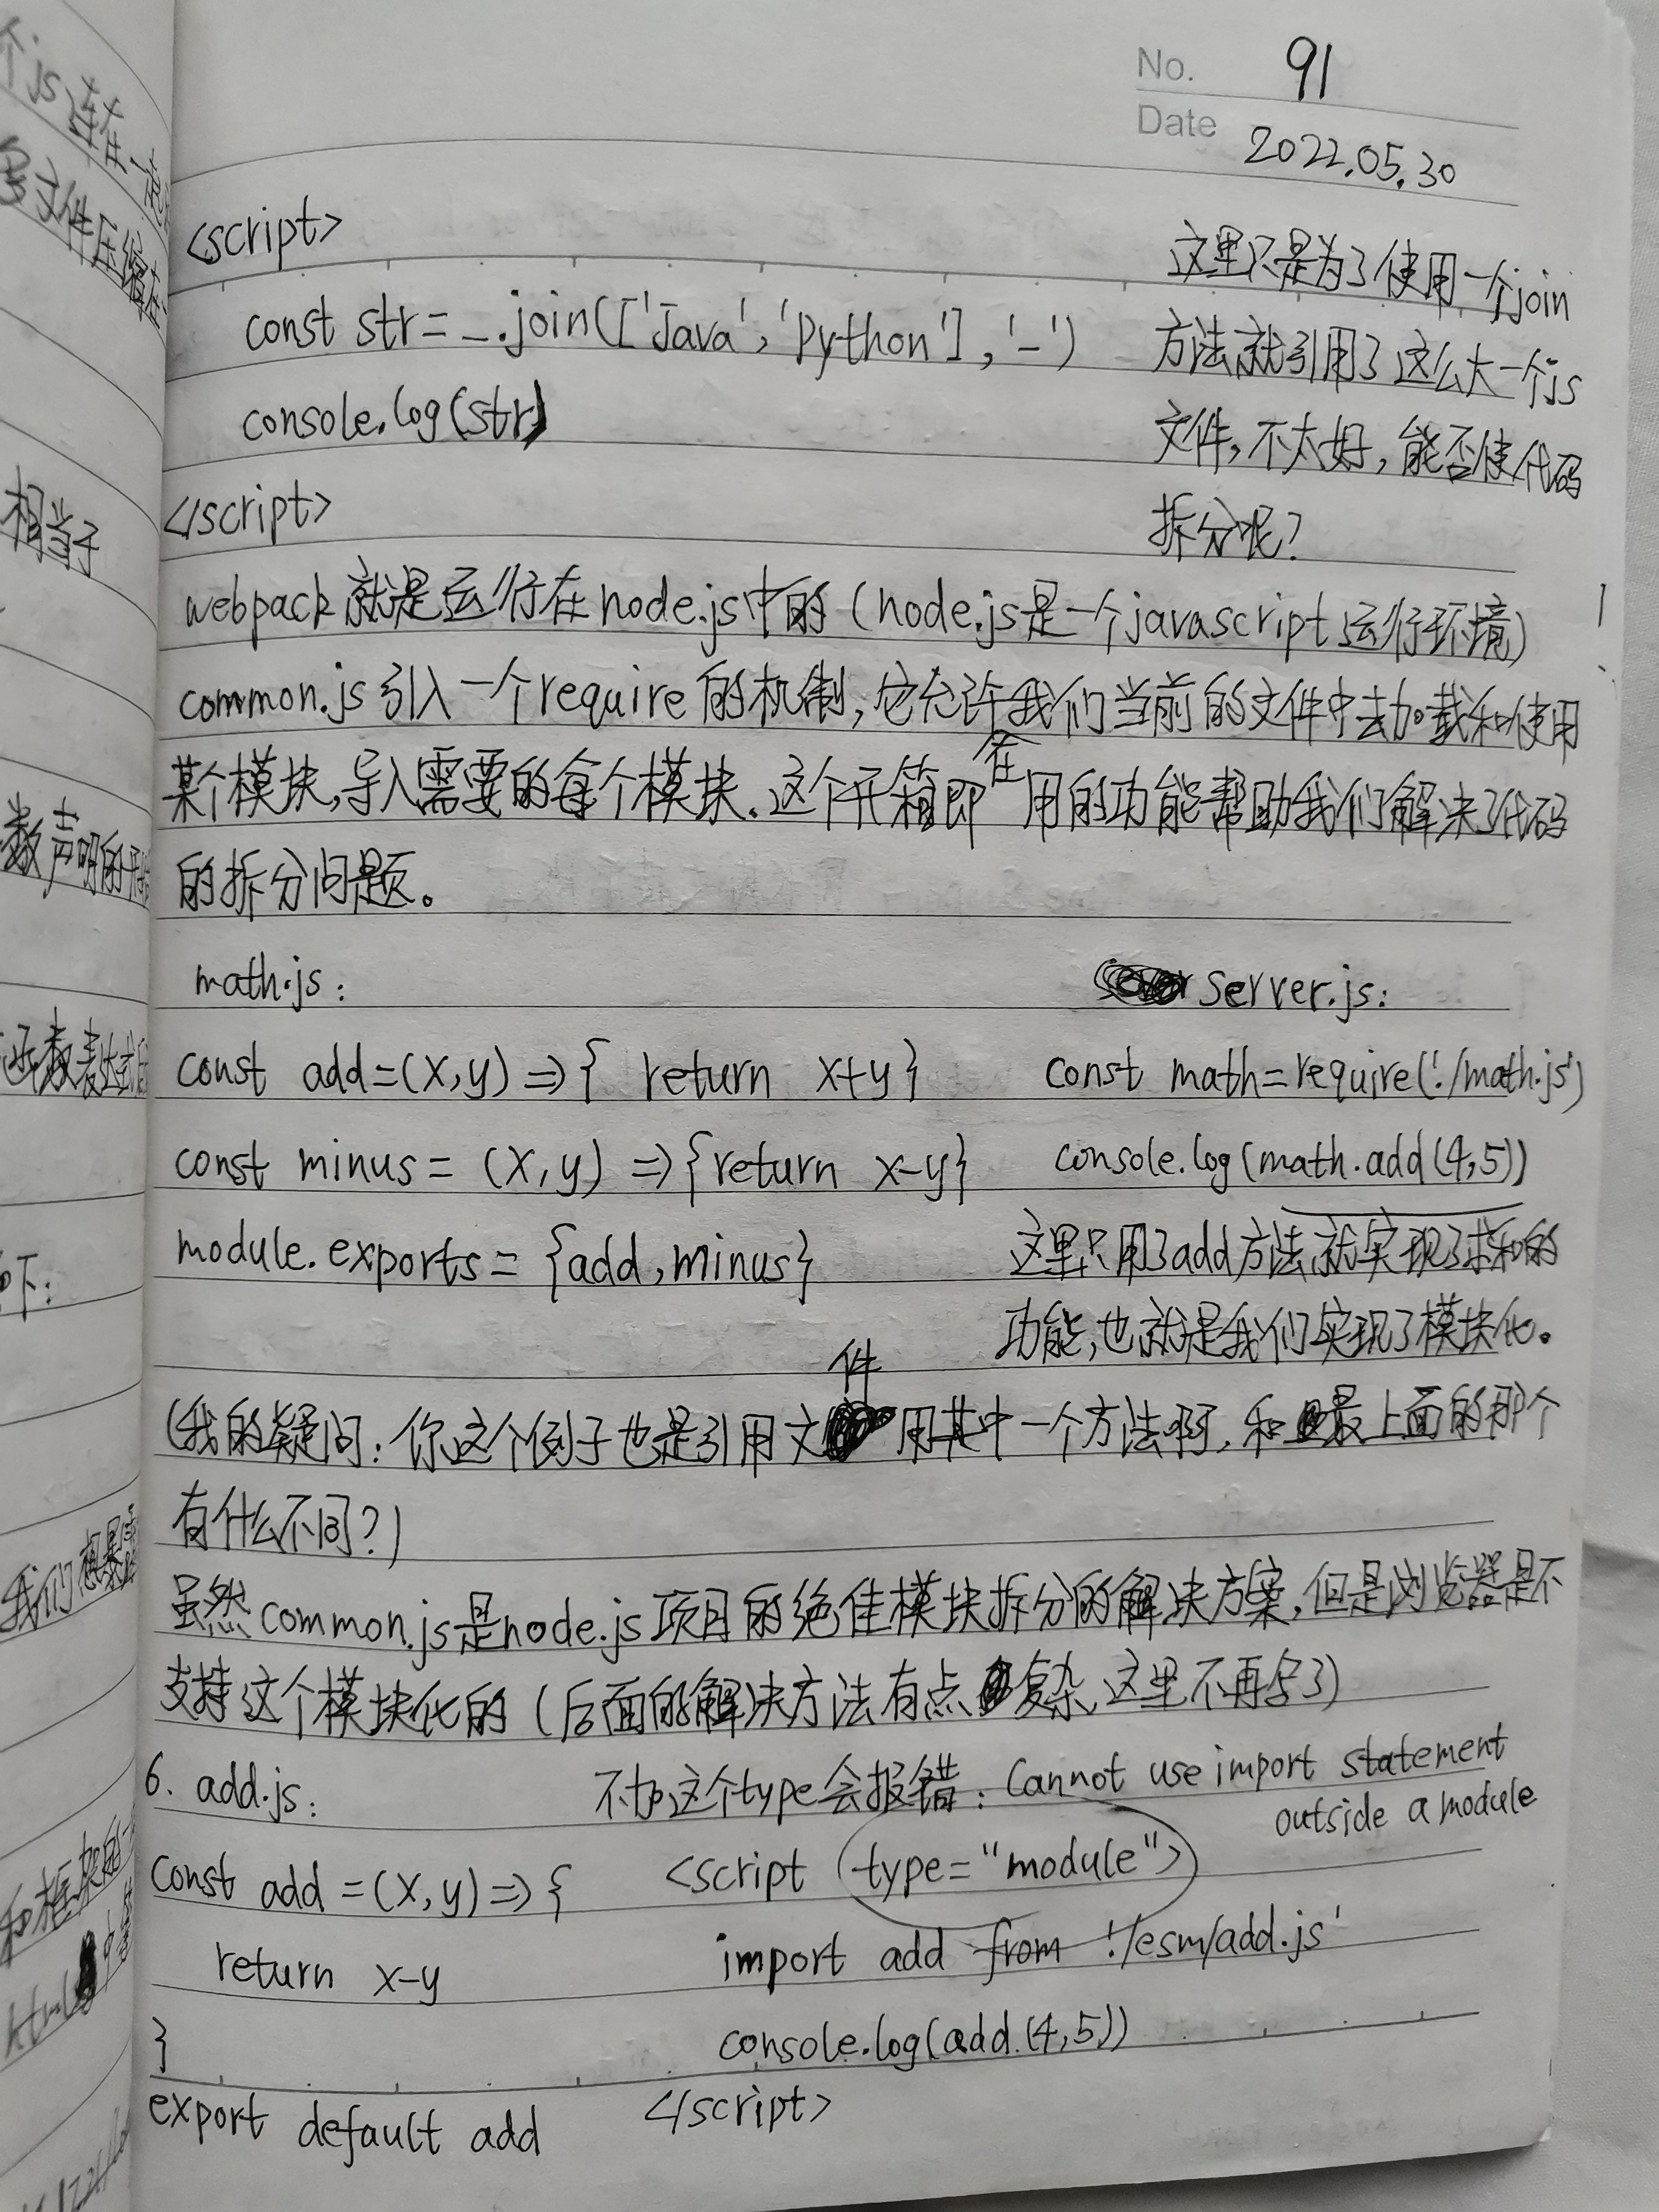 No. 91
Date 2022.05.30
<script>
const str = _.join(['Java', 'Python'], '-')
console.log(str)
</script>
这里只是为了使用一个join
方法就引用了这么大一个js
文件,不太好,能否使代码
拆分呢?
webpack就是运行在node.js中的(node.js是一个javascript运行环境)
common.js引入一个require的机制,它允许我们当前的文件中去加载和使用
某个模块,导入需要的每个模块.这个开箱即在用的功能帮助我们解决了代码
的拆分问题。
math.js:
const add=(x,y) => { return x+y }
const minus = (x,y) => {return x-y}
module.exports = {add, minus}
server.js:
const math = require('./math.js')
console.log(math.add(4,5))
这里只用了add方法就实现了求和的
功能,也就是我们实现了模块化。
(我的疑问:你这个例子也是引用文件用其中一个方法啊,和最上面的那个
有什么不同?)
虽然common.js是node.js项目的绝佳模块拆分的解决方案,但是浏览器是不
支持这个模块化的(后面的解决方法有点复杂,这里不再写了)
6. add.js:
const add = (x,y) => {
return x-y
}
export default add
不加这个type会报错: Cannot use import statement
outside a module
<script type="module">
import add from './esm/add.js'
console.log(add(4,5))
</script>
个js
连在一起
多文件压缩在
相当于
数声明的
函数表达式
下:
我们想
和框架的
html